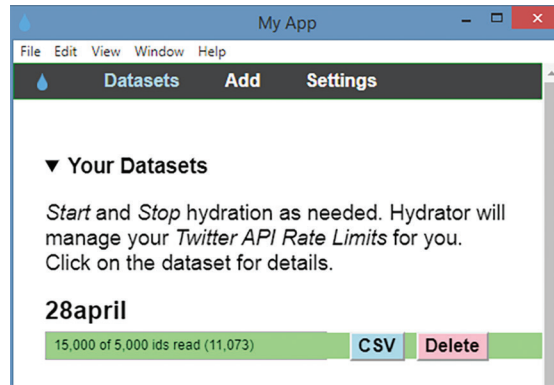 My App
File Edit View Window Help
Datasets Add Settings
▼ Your Datasets
Start and Stop hydration as needed. Hydrator will
manage your Twitter API Rate Limits for you.
Click on the dataset for details.
28april
15,000 of 5,000 ids read (11,073) CSV Delete